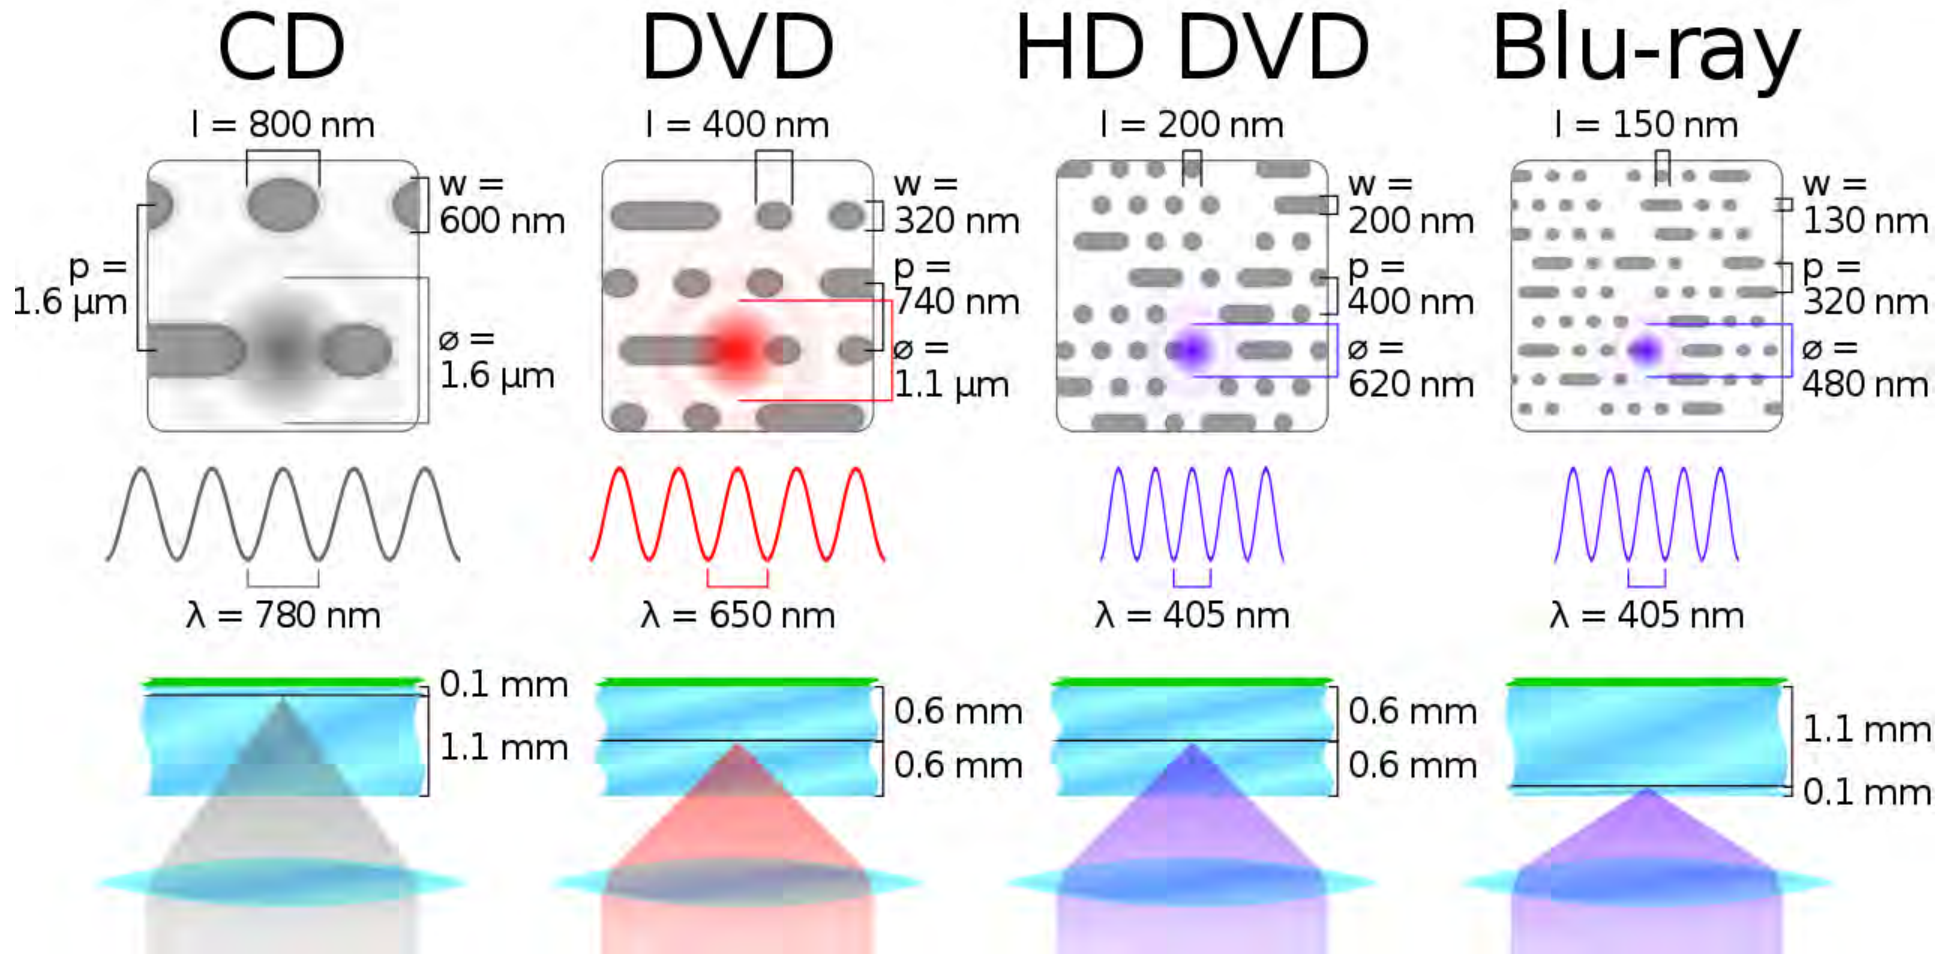 CD
l = 800 nm
w =
600 nm
p =
1.6 µm
ø =
1.6 µm
λ = 780 nm
0.1 mm
1.1 mm
DVD
l = 400 nm
w =
320 nm
p =
740 nm
ø =
1.1 µm
λ = 650 nm
0.6 mm
0.6 mm
HD DVD
l = 200 nm
w =
200 nm
p =
400 nm
ø =
620 nm
λ = 405 nm
0.6 mm
0.6 mm
Blu-ray
l = 150 nm
w =
130 nm
p =
320 nm
ø =
480 nm
λ = 405 nm
1.1 mm
0.1 mm